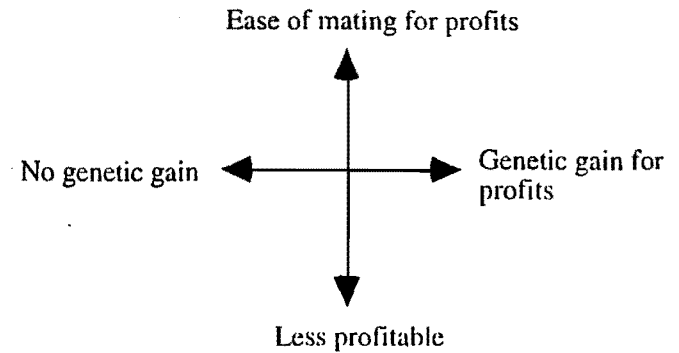 Ease of mating for profits
No genetic gain
Genetic gain for
profits
Less profitable